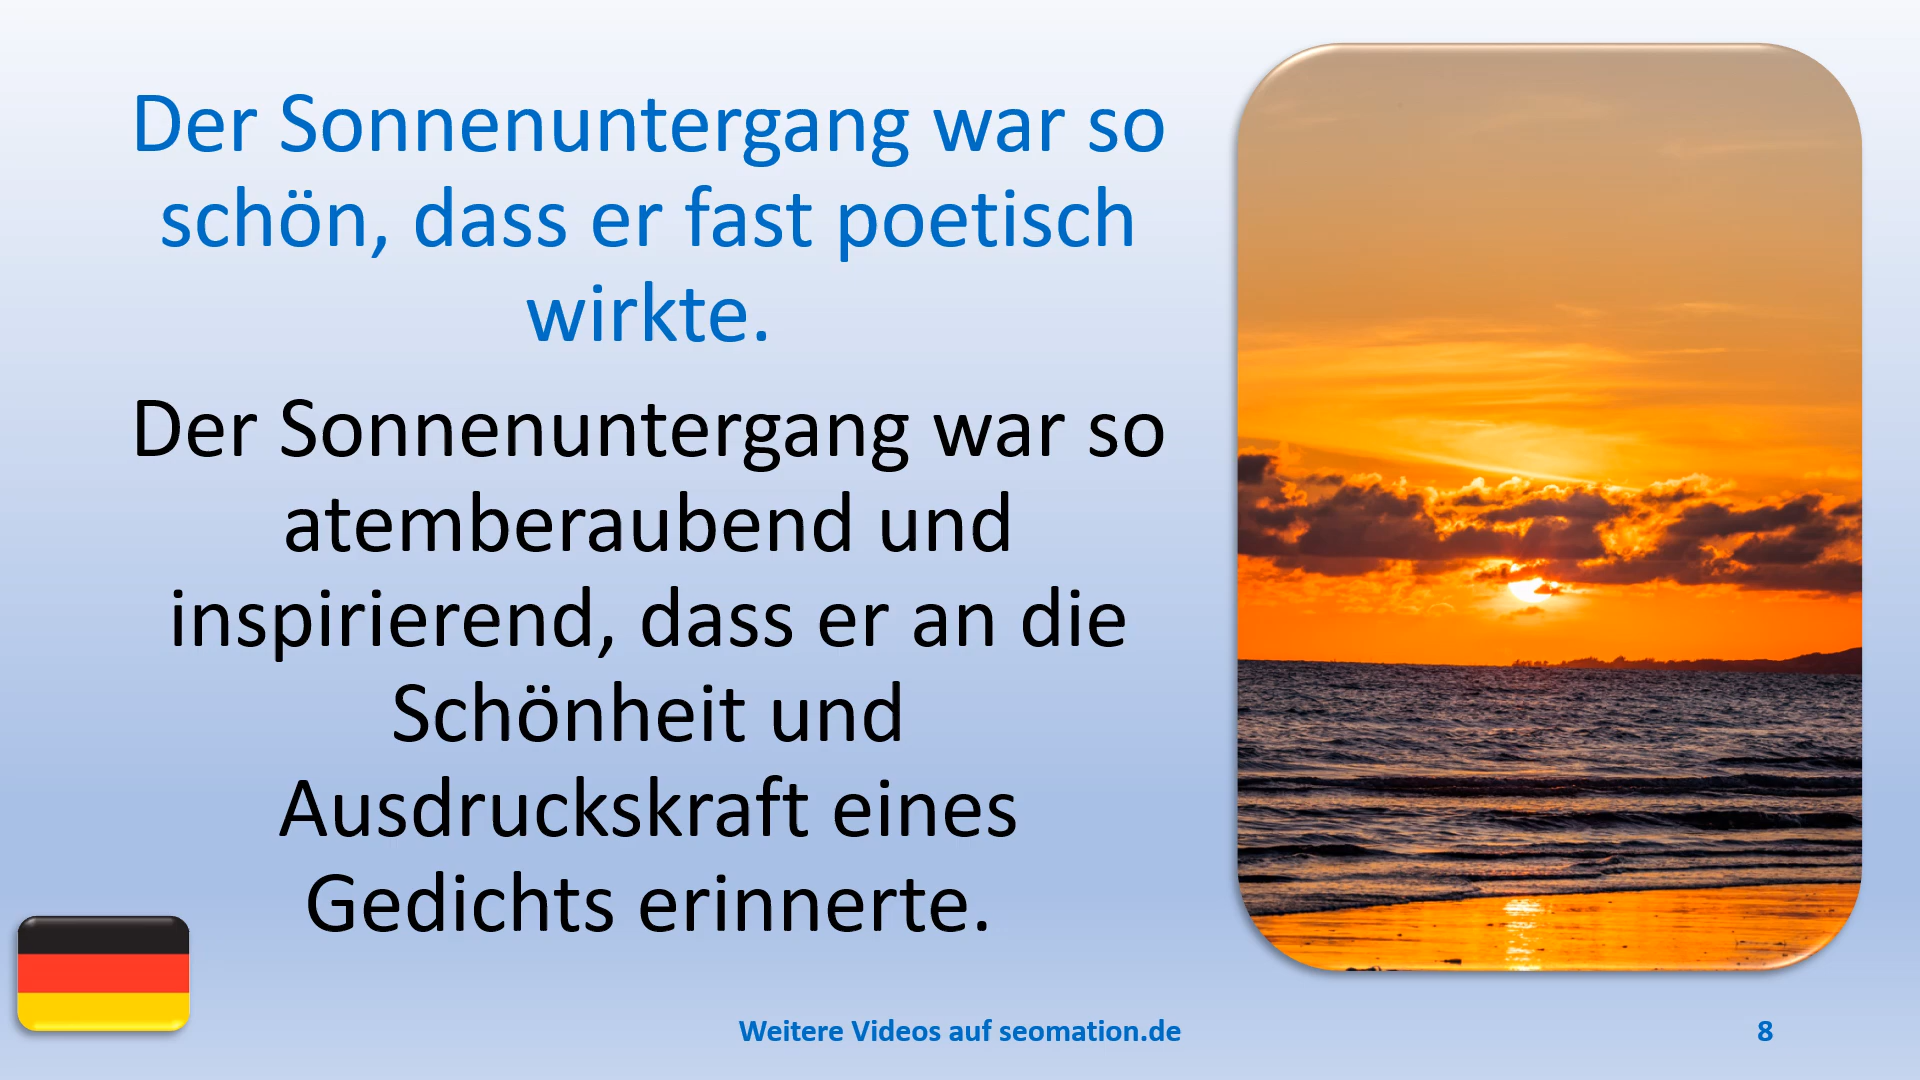 Der Sonnenuntergang war so
schön, dass er fast poetisch
wirkte.
Der Sonnenuntergang war so
atemberaubend und
inspirierend, dass er an die
Schönheit und
Ausdruckskraft eines
Gedichts erinnerte.
Weitere Videos auf seomation.de
8